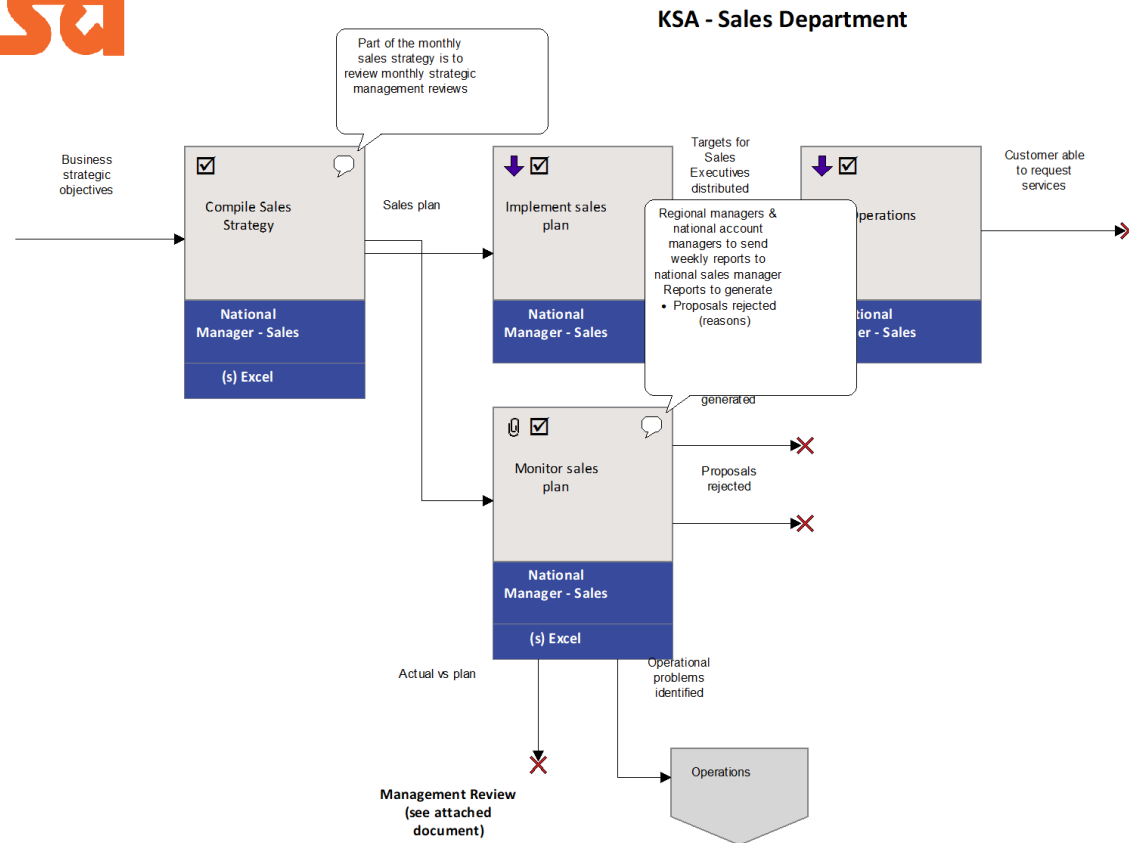 KSA - Sales Department
Part of the monthly
sales strategy is to
review monthly strategic
management reviews
Business
strategic
objectives
Compile Sales
Strategy
National
Manager - Sales
(s) Excel
Sales plan
Implement sales
plan
National
Manager - Sales
Targets for
Sales
Executives
distributed
Regional managers &
national account
managers to send
weekly reports to
national sales manager
Reports to generate
• Proposals rejected
(reasons)
Operations
Customer able
to request
services
generated
Monitor sales
plan
National
Manager - Sales
(s) Excel
Proposals
rejected
Actual vs plan
Operational
problems
identified
Management Review
(see attached
document)
Operations